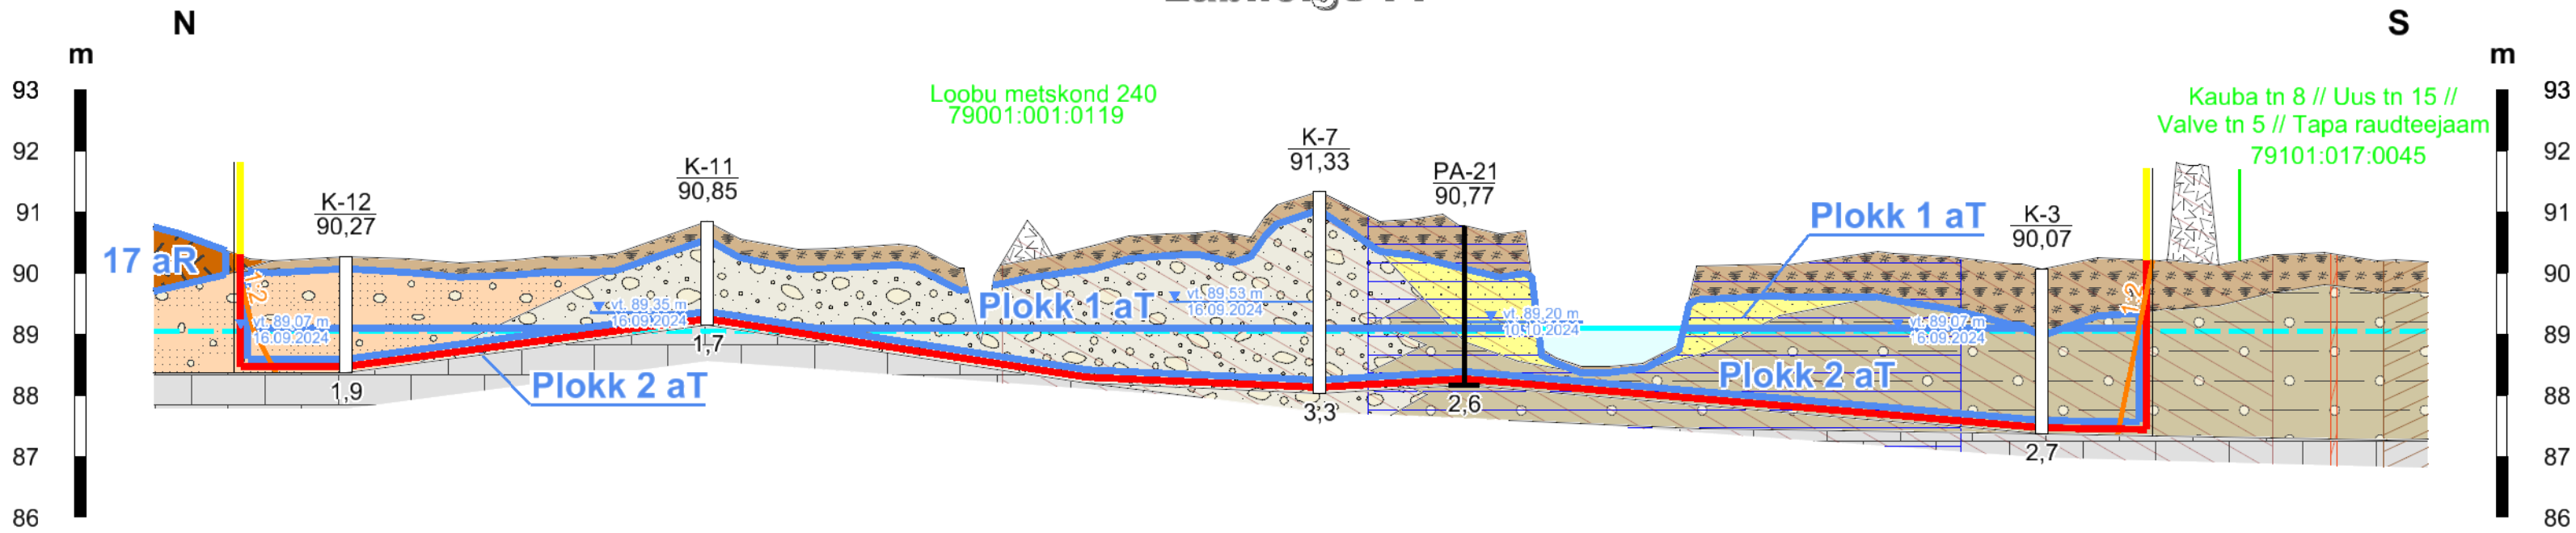 N
S
m
m
93
92
91
90
89
88
87
86
93
92
91
90
89
88
87
86
Loobu metskond 240
79001:001:0119
Kauba tn 8 // Uus tn 15 //
Valve tn 5 // Tapa raudteejaam
79101:017:0045
K-12
90,27
K-11
90,85
K-7
91,33
PA-21
90,77
K-3
90,07
17 aR
1:2
vt. 89,07 m
16.09.2024
vt. 89,35 m
16.09.2024
Plokk 1 aT
vt. 89,53 m
16.09.2024
vt. 89,20 m
10.10.2024
Plokk 1 aT
vt. 89,07 m
16.09.2024
1:2
Plokk 2 aT
Plokk 2 aT
1,9
1,7
3,3
2,6
2,7